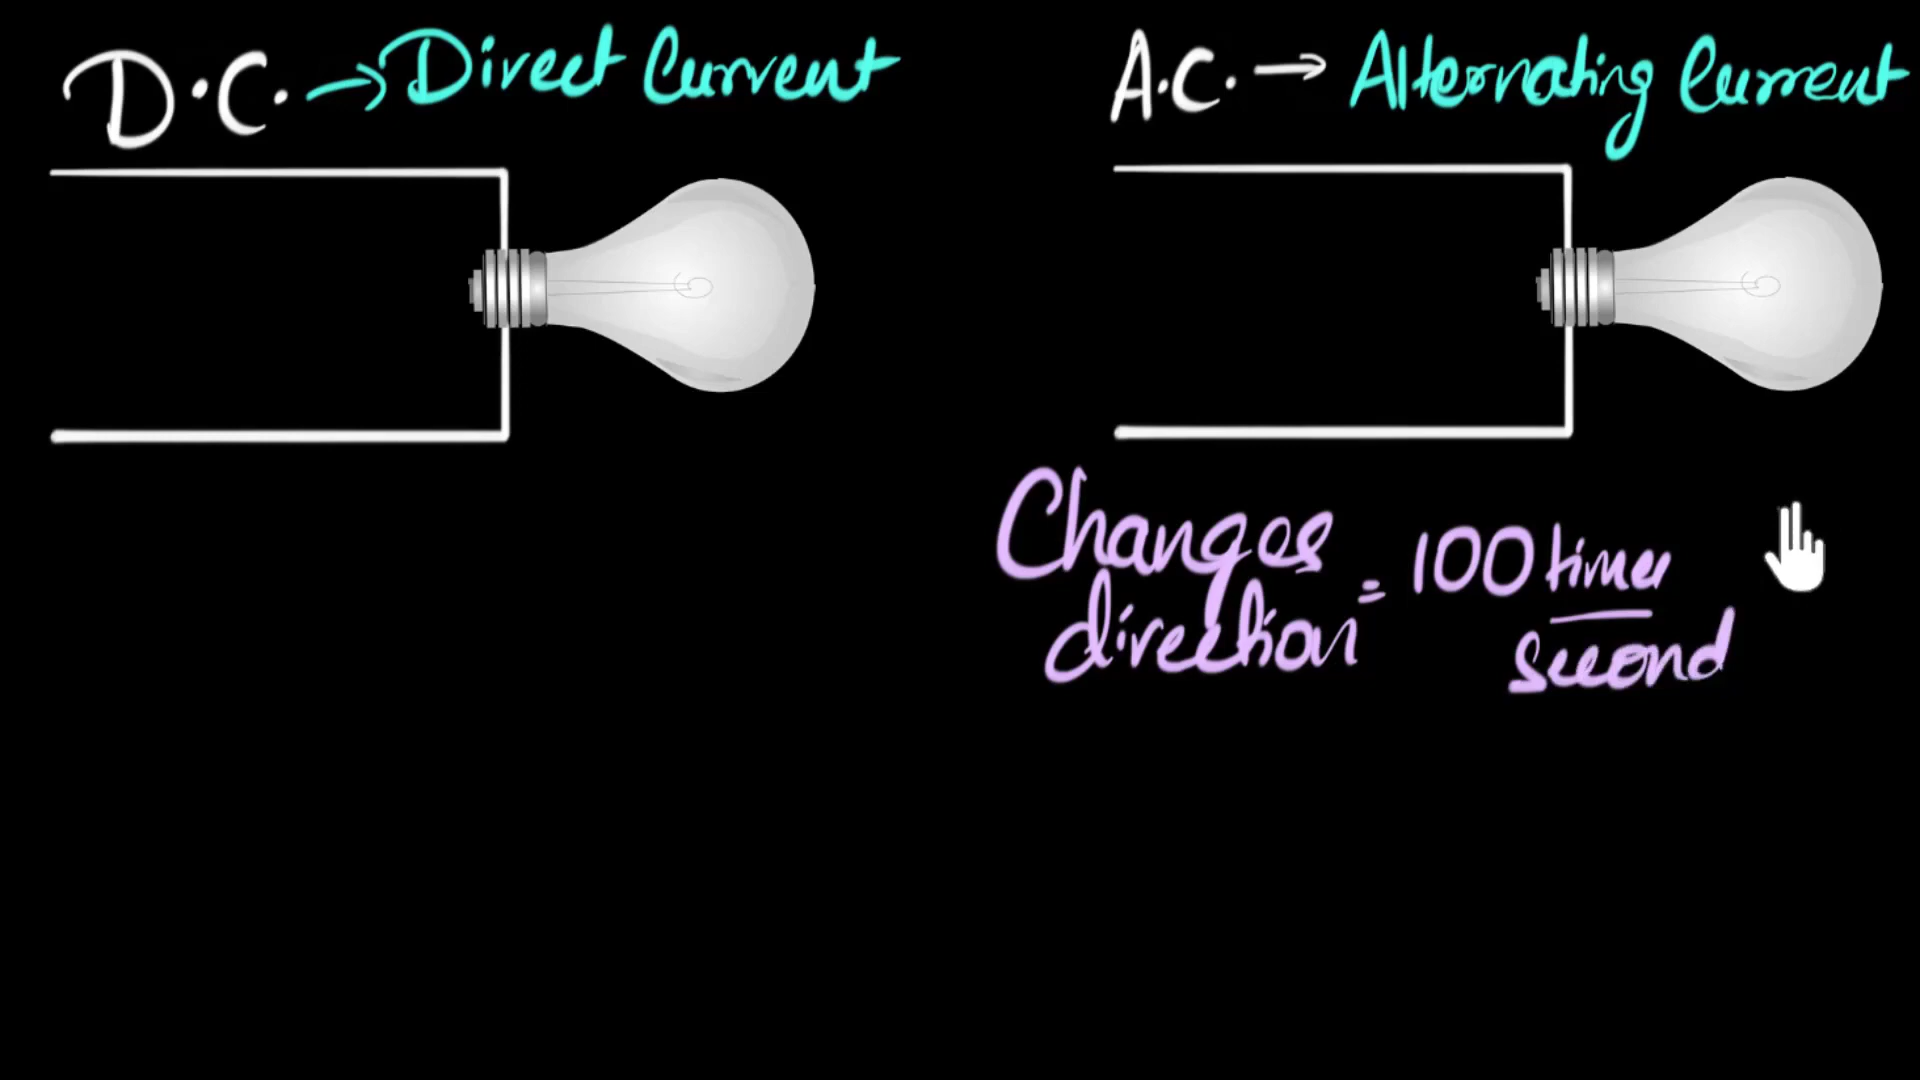 D.C. → Direct Current
A.C. → Alternating Current
Changes
direction = 100 times
second